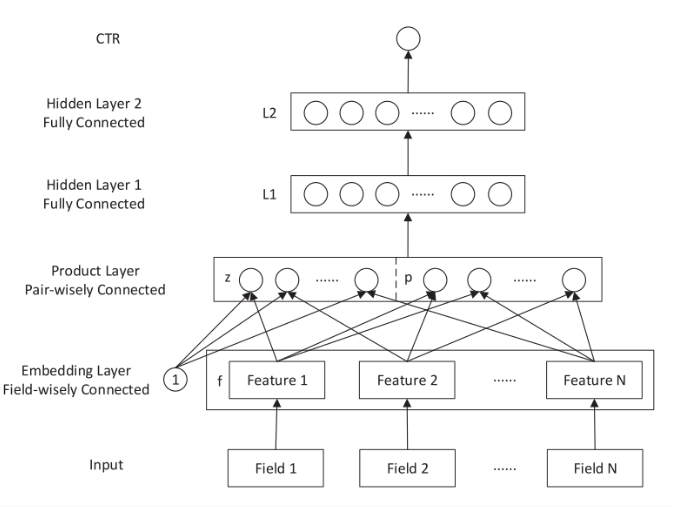 CTR
Hidden Layer 2
Fully Connected
L2 ......
Hidden Layer 1
Fully Connected
L1 ......
Product Layer
Pair-wisely Connected
z ...... p ......
Embedding Layer
Field-wisely Connected
1 f Feature 1 Feature 2 ...... Feature N
Input Field 1 Field 2 ...... Field N